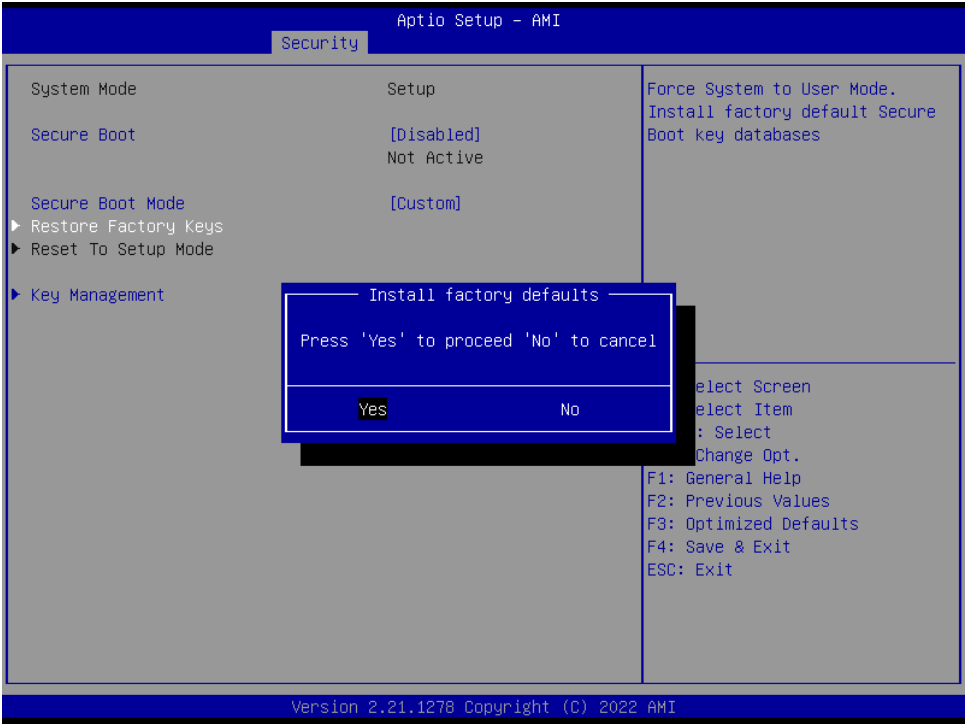 Aptio Setup - AMI
Security
System Mode Setup
Secure Boot [Disabled]
Not Active
Secure Boot Mode [Custom]
Restore Factory Keys
Reset To Setup Mode
Key Management
Force System to User Mode.
Install factory default Secure
Boot key databases
Install factory defaults
Press 'Yes' to proceed 'No' to cancel
Yes No
elect Screen
elect Item
: Select
Change Opt.
F1: General Help
F2: Previous Values
F3: Optimized Defaults
F4: Save & Exit
ESC: Exit
Version 2.21.1278 Copyright (C) 2022 AMI